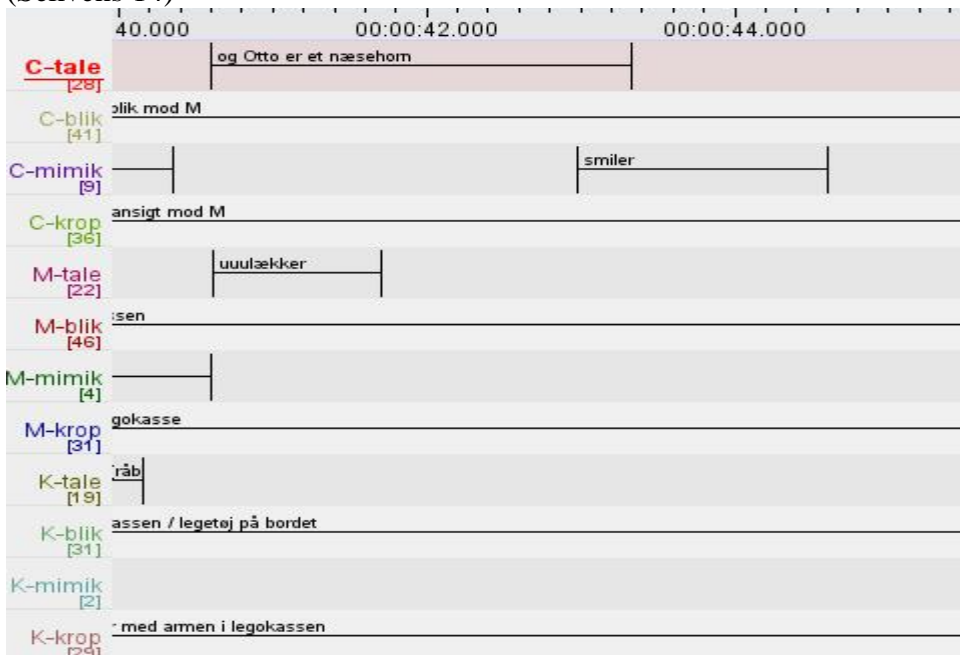 40.000 00:00:42.000 00:00:44.000
C-tale og Otto er et næsehorn
[28]
C-blik blik mod M
[41]
C-mimik smiler
[9]
C-krop ansigt mod M
[36]
M-tale uuulækker
[22]
M-blik ssen
[46]
M-mimik
[4]
M-krop gokasse
[31]
K-tale råb
[19]
K-blik assen / legetøj på bordet
[31]
K-mimik
[2]
K-krop med armen i legokassen
[29]